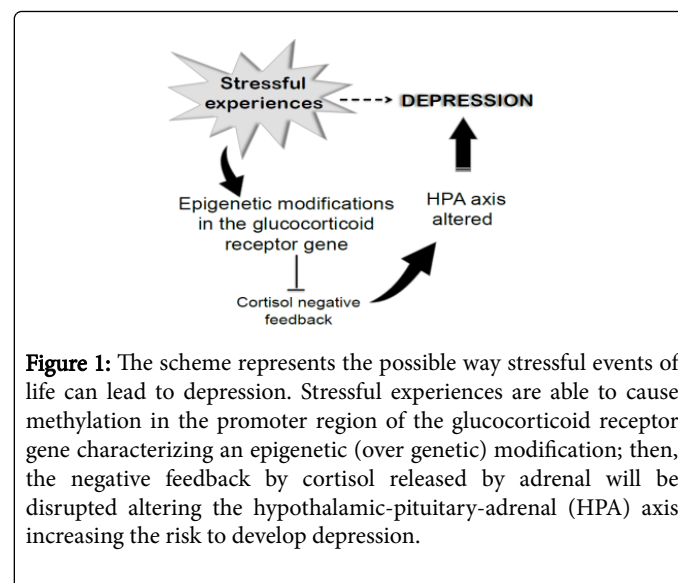 Stressful
experiences
DEPRESSION
Epigenetic modifications
in the glucocorticoid
receptor gene
HPA axis
altered
Cortisol negative
feedback
Figure 1: The scheme represents the possible way stressful events of
life can lead to depression. Stressful experiences are able to cause
methylation in the promoter region of the glucocorticoid receptor
gene characterizing an epigenetic (over genetic) modification; then,
the negative feedback by cortisol released by adrenal will be
disrupted altering the hypothalamic-pituitary-adrenal (HPA) axis
increasing the risk to develop depression.